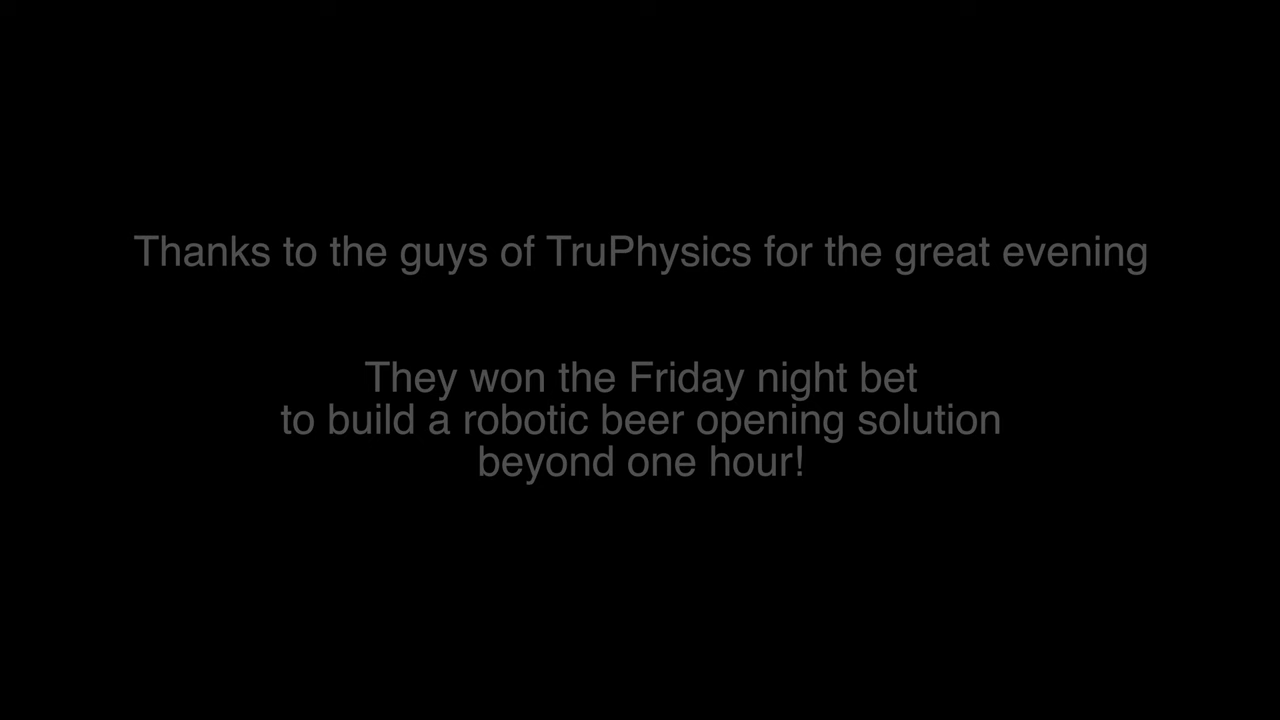 Thanks to the guys of TruPhysics for the great evening
They won the Friday night bet
to build a robotic beer opening solution
beyond one hour!